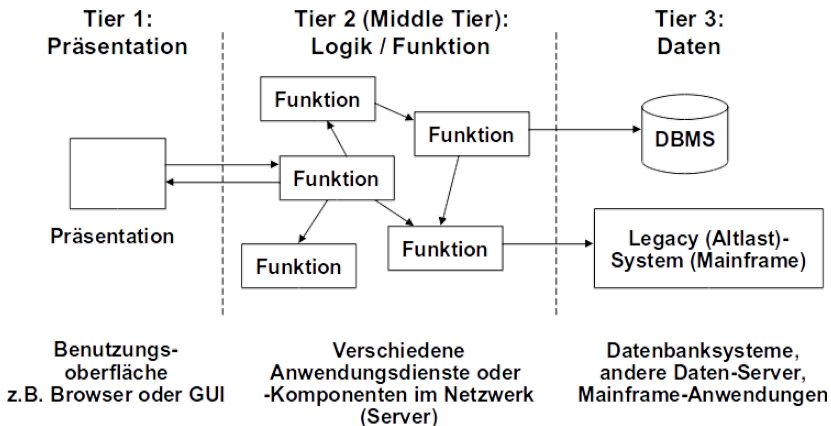 Tier 1:
Präsentation
Tier 2 (Middle Tier):
Logik / Funktion
Tier 3:
Daten
Funktion
Funktion
DBMS
Funktion
Präsentation
Funktion
Funktion
Legacy (Altlast)-
System (Mainframe)
Benutzungs-
oberfläche
z.B. Browser oder GUI
Verschiedene
Anwendungsdienste oder
-Komponenten im Netzwerk
(Server)
Datenbanksysteme,
andere Daten-Server,
Mainframe-Anwendungen